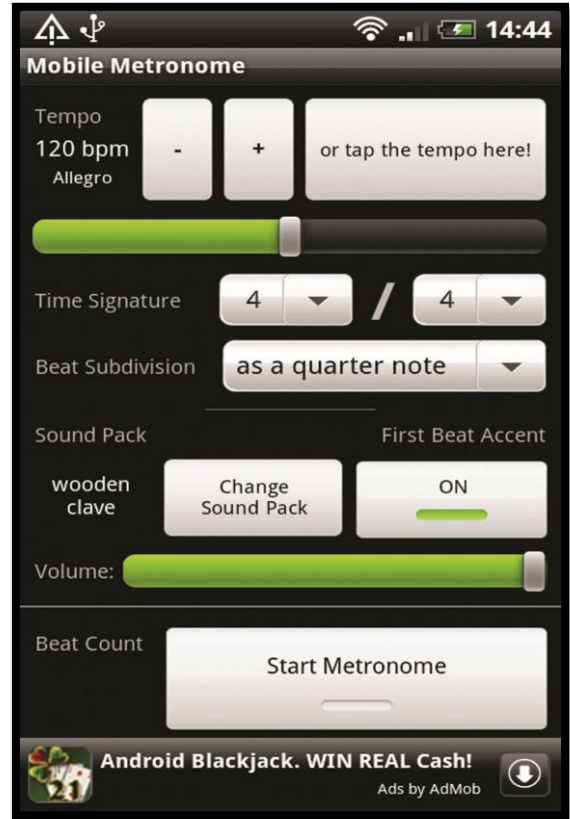 14:44
Mobile Metronome
Tempo
120 bpm
Allegro
-
+
or tap the tempo here!
Time Signature
4
/
4
Beat Subdivision
as a quarter note
Sound Pack
First Beat Accent
wooden
clave
Change
Sound Pack
ON
Volume:
Beat Count
Start Metronome
21
Android Blackjack. WIN REAL Cash!
Ads by AdMob